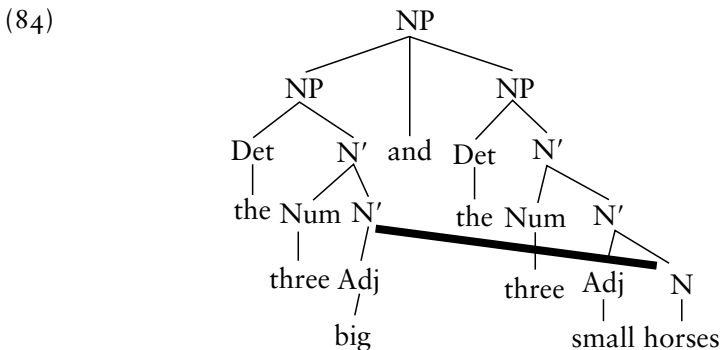 (84) NP
NP NP
Det N′ and Det N′
the Num N′ the Num N′
three Adj three Adj N
big small horses